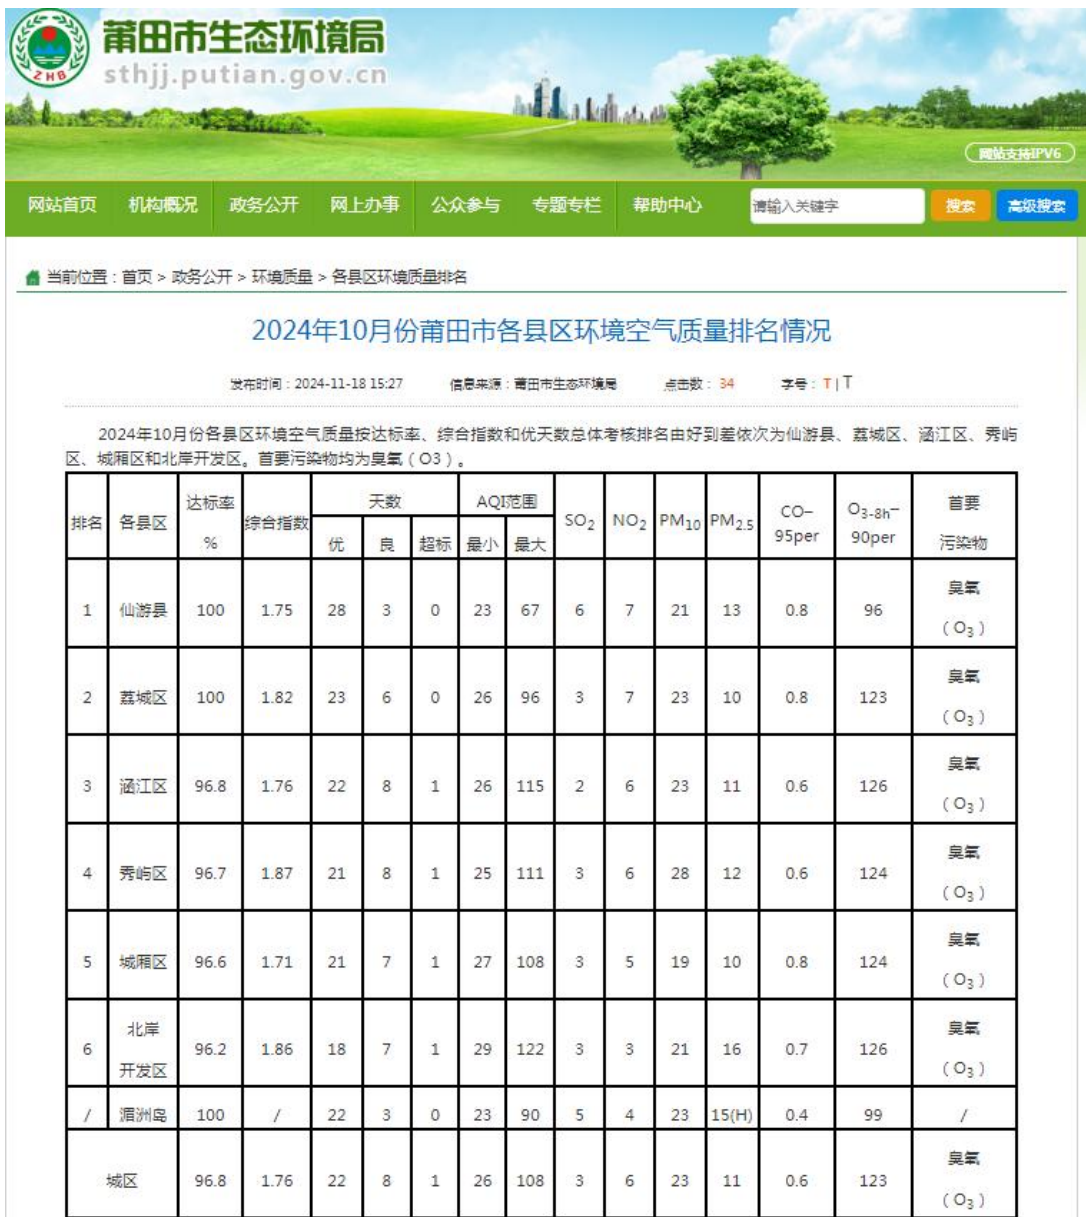 莆田市生态环境局
sthjj.putian.gov.cn
ZHB
网站支持IPV6
网站首页 机构概况 政务公开 网上办事 公众参与 专题专栏 帮助中心 请输入关键字 搜索 高级搜索
当前位置：首页 > 政务公开 > 环境质量 > 各县区环境质量排名
2024年10月份莆田市各县区环境空气质量排名情况
发布时间：2024-11-18 15:27 信息来源：莆田市生态环境局 点击数：34 字号：T | T
2024年10月份各县区环境空气质量按达标率、综合指数和优天数总体考核排名由好到差依次为仙游县、荔城区、涵江区、秀屿
区、城厢区和北岸开发区。首要污染物均为臭氧（O3）。
排名 各县区 达标率% 综合指数 天数 AQI范围 SO₂ NO₂ PM₁₀ PM₂.₅ CO-95per O₃-₈ₕ-90per 首要污染物
优 良 超标 最小 最大
1 仙游县 100 1.75 28 3 0 23 67 6 7 21 13 0.8 96 臭氧（O₃）
2 荔城区 100 1.82 23 6 0 26 96 3 7 23 10 0.8 123 臭氧（O₃）
3 涵江区 96.8 1.76 22 8 1 26 115 2 6 23 11 0.6 126 臭氧（O₃）
4 秀屿区 96.7 1.87 21 8 1 25 111 3 6 28 12 0.6 124 臭氧（O₃）
5 城厢区 96.6 1.71 21 7 1 27 108 3 5 19 10 0.8 124 臭氧（O₃）
6 北岸开发区 96.2 1.86 18 7 1 29 122 3 3 21 16 0.7 126 臭氧（O₃）
/ 湄洲岛 100 / 22 3 0 23 90 5 4 23 15(H) 0.4 99 /
城区 96.8 1.76 22 8 1 26 108 3 6 23 11 0.6 123 臭氧（O₃）